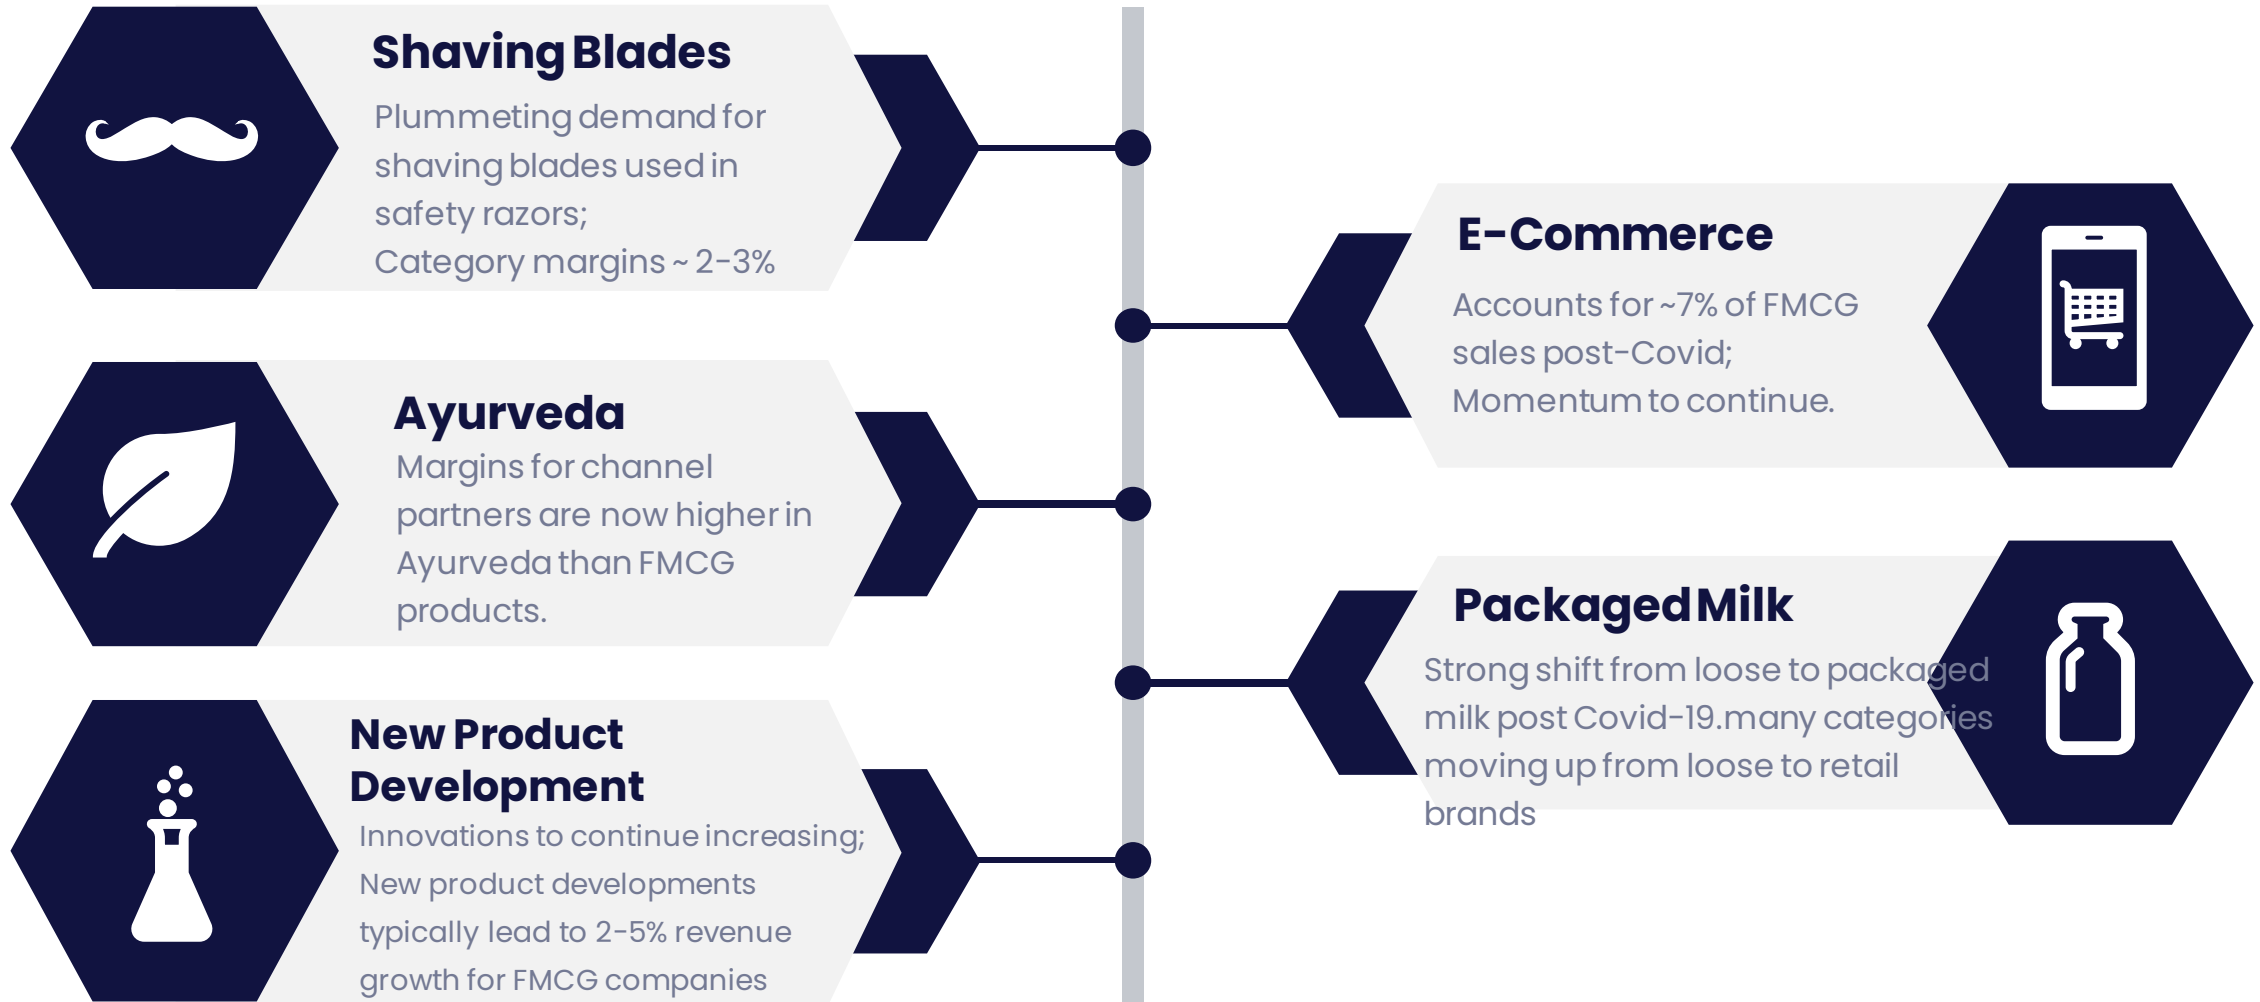 Shaving Blades
Plummeting demand for
shaving blades used in
safety razors;
Category margins ~ 2-3%
E-Commerce
Accounts for ~7% of FMCG
sales post-Covid;
Momentum to continue.
Ayurveda
Margins for channel
partners are now higher in
Ayurveda than FMCG
products.
Packaged Milk
Strong shift from loose to packaged
milk post Covid-19.many categories
moving up from loose to retail
brands
New Product
Development
Innovations to continue increasing;
New product developments
typically lead to 2-5% revenue
growth for FMCG companies